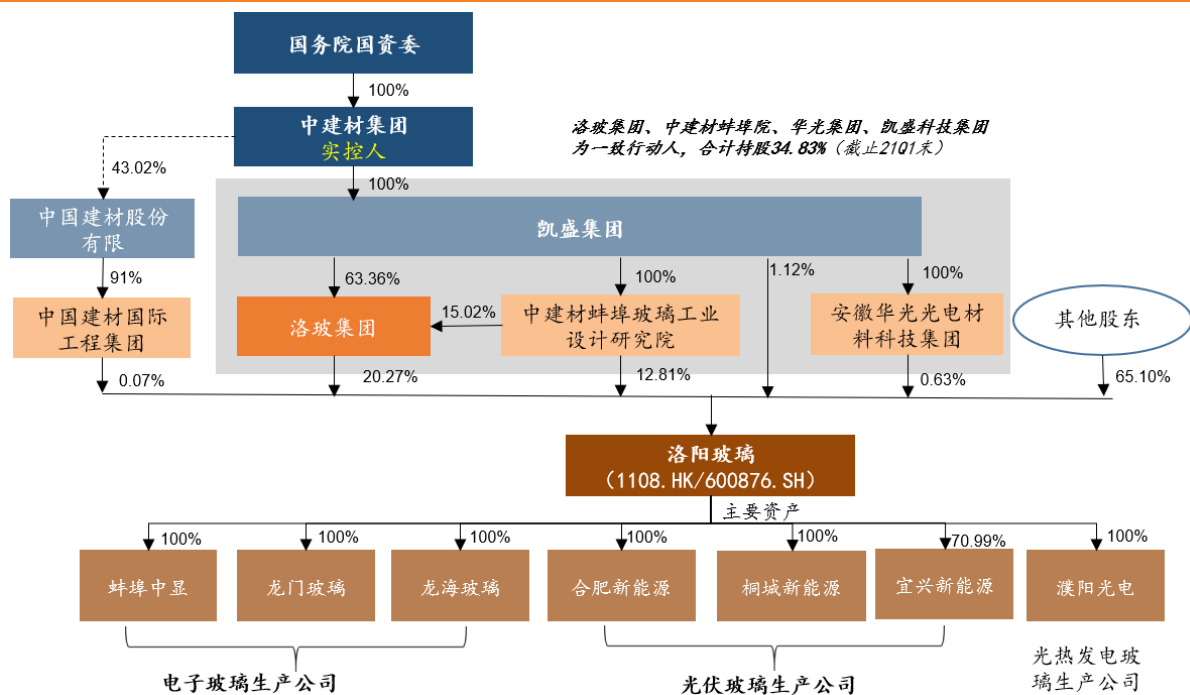 国务院国资委
100%
中建材集团
实控人
洛玻集团、中建材蚌埠院、华光集团、凯盛科技集团
为一致行动人，合计持股34.83%（截止21Q1末）
43.02%
100%
中国建材股份
有限
凯盛集团
91%
63.36%
100%
1.12%
100%
中国建材国际
工程集团
洛玻集团
15.02%
中建材蚌埠玻璃工业
设计研究院
安徽华光光电材
料科技集团
其他股东
0.07%
20.27%
12.81%
0.63%
65.10%
洛阳玻璃
（1108.HK/600876.SH）
主要资产
100%
100%
100%
100%
100%
70.99%
100%
蚌埠中显
龙门玻璃
龙海玻璃
合肥新能源
桐城新能源
宜兴新能源
濮阳光电
电子玻璃生产公司
光伏玻璃生产公司
光热发电玻
璃生产公司